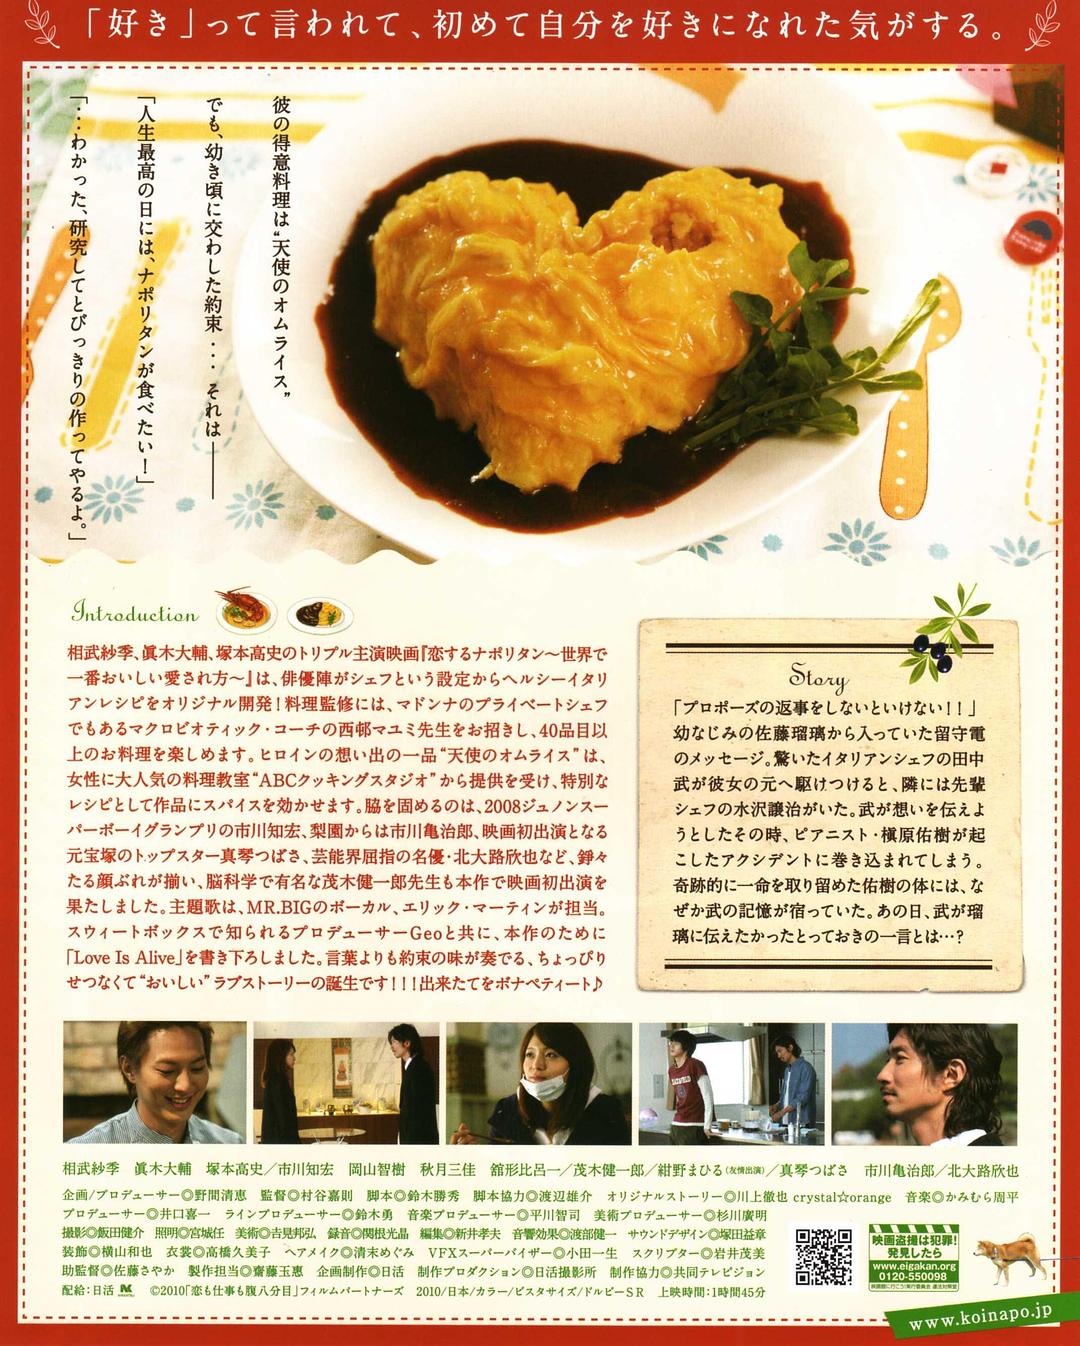 「好き」って言われて、初めて自分を好きになれた気がする。
彼の得意料理は“天使のオムライス”
でも、幼き頃に交わした約束・・・それは――
「人生最高の日には、ナポリタンが食べたい！」
「・・・わかった、研究してとびっきりの作ってやるよ。」
Introduction
相武紗季、眞木大輔、塚本高史のトリプル主演映画『恋するナポリタン〜世界で
一番おいしい愛され方〜』は、俳優陣がシェフという設定からヘルシーイタリ
アンレシピをオリジナル開発！料理監修には、マドンナのプライベートシェフ
でもあるマクロビオティック・コーチの西邨マユミ先生をお招きし、40品目以
上のお料理を楽しめます。ヒロインの想い出の一品“天使のオムライス”は、
女性に大人気の料理教室“ABCクッキングスタジオ”から提供を受け、特別な
レシピとして作品にスパイスを効かせます。脇を固めるのは、2008ジュノンスー
パーボーイグランプリの市川知宏、梨園からは市川亀治郎、映画初出演となる
元宝塚のトップスター真琴つばさ、芸能界屈指の名優・北大路欣也など、錚々
たる顔ぶれが揃い、脳科学で有名な茂木健一郎先生も本作で映画初出演を
果たしました。主題歌は、MR.BIGのボーカル、エリック・マーティンが担当。
スウィートボックスで知られるプロデューサーGeoと共に、本作のために
「Love Is Alive」を書き下ろしました。言葉よりも約束の味が奏でる、ちょっぴり
せつなくて“おいしい”ラブストーリーの誕生です！！！出来たてをボナペティート♪
Story
「プロポーズの返事をしないといけない！！」
幼なじみの佐藤瑠璃から入っていた留守電
のメッセージ。驚いたイタリアンシェフの田中
武が彼女の元へ駆けつけると、隣には先輩
シェフの水沢譲治がいた。武が想いを伝えよ
うとしたその時、ピアニスト・槇原佑樹が起
こしたアクシデントに巻き込まれてしまう。
奇跡的に一命を取り留めた佑樹の体には、な
ぜか武の記憶が宿っていた。あの日、武が瑠
璃に伝えたかったとっておきの一言とは…？
相武紗季　眞木大輔　塚本高史／市川知宏　岡山智樹　秋月三佳　舘形比呂一／茂木健一郎／紺野まひる（友情出演）／真琴つばさ　市川亀治郎／北大路欣也
企画/プロデューサー◎野間清恵　監督◎村谷嘉則　脚本◎鈴木勝秀　脚本協力◎渡辺雄介　オリジナルストーリー◎川上徹也 crystal☆orange　音楽◎かみむら周平
プロデューサー◎井口喜一　ラインプロデューサー◎鈴木勇　音楽プロデューサー◎平川智司　美術プロデューサー◎杉川廣明
撮影◎飯田健介　照明◎宮城任　美術◎吉見邦弘　録音◎関根光晶　編集◎新井孝夫　音響効果◎渡部健一　サウンドデザイン◎塚田益章
装飾◎横山和也　衣裳◎高橋久美子　ヘアメイク◎清末めぐみ　VFXスーパーバイザー◎小田一生　スクリプター◎岩井茂美
助監督◎佐藤さやか　製作担当◎齋藤玉恵　企画制作◎日活　制作プロダクション◎日活撮影所　制作協力◎共同テレビジョン
配給：日活　©2010「恋も仕事も腹八分目」フィルムパートナーズ　2010/日本/カラー/ビスタサイズ/ドルビーSR　上映時間：1時間45分
映画盗撮は犯罪!
発見したら
www.eigakan.org
0120-550098
www.koinapo.jp